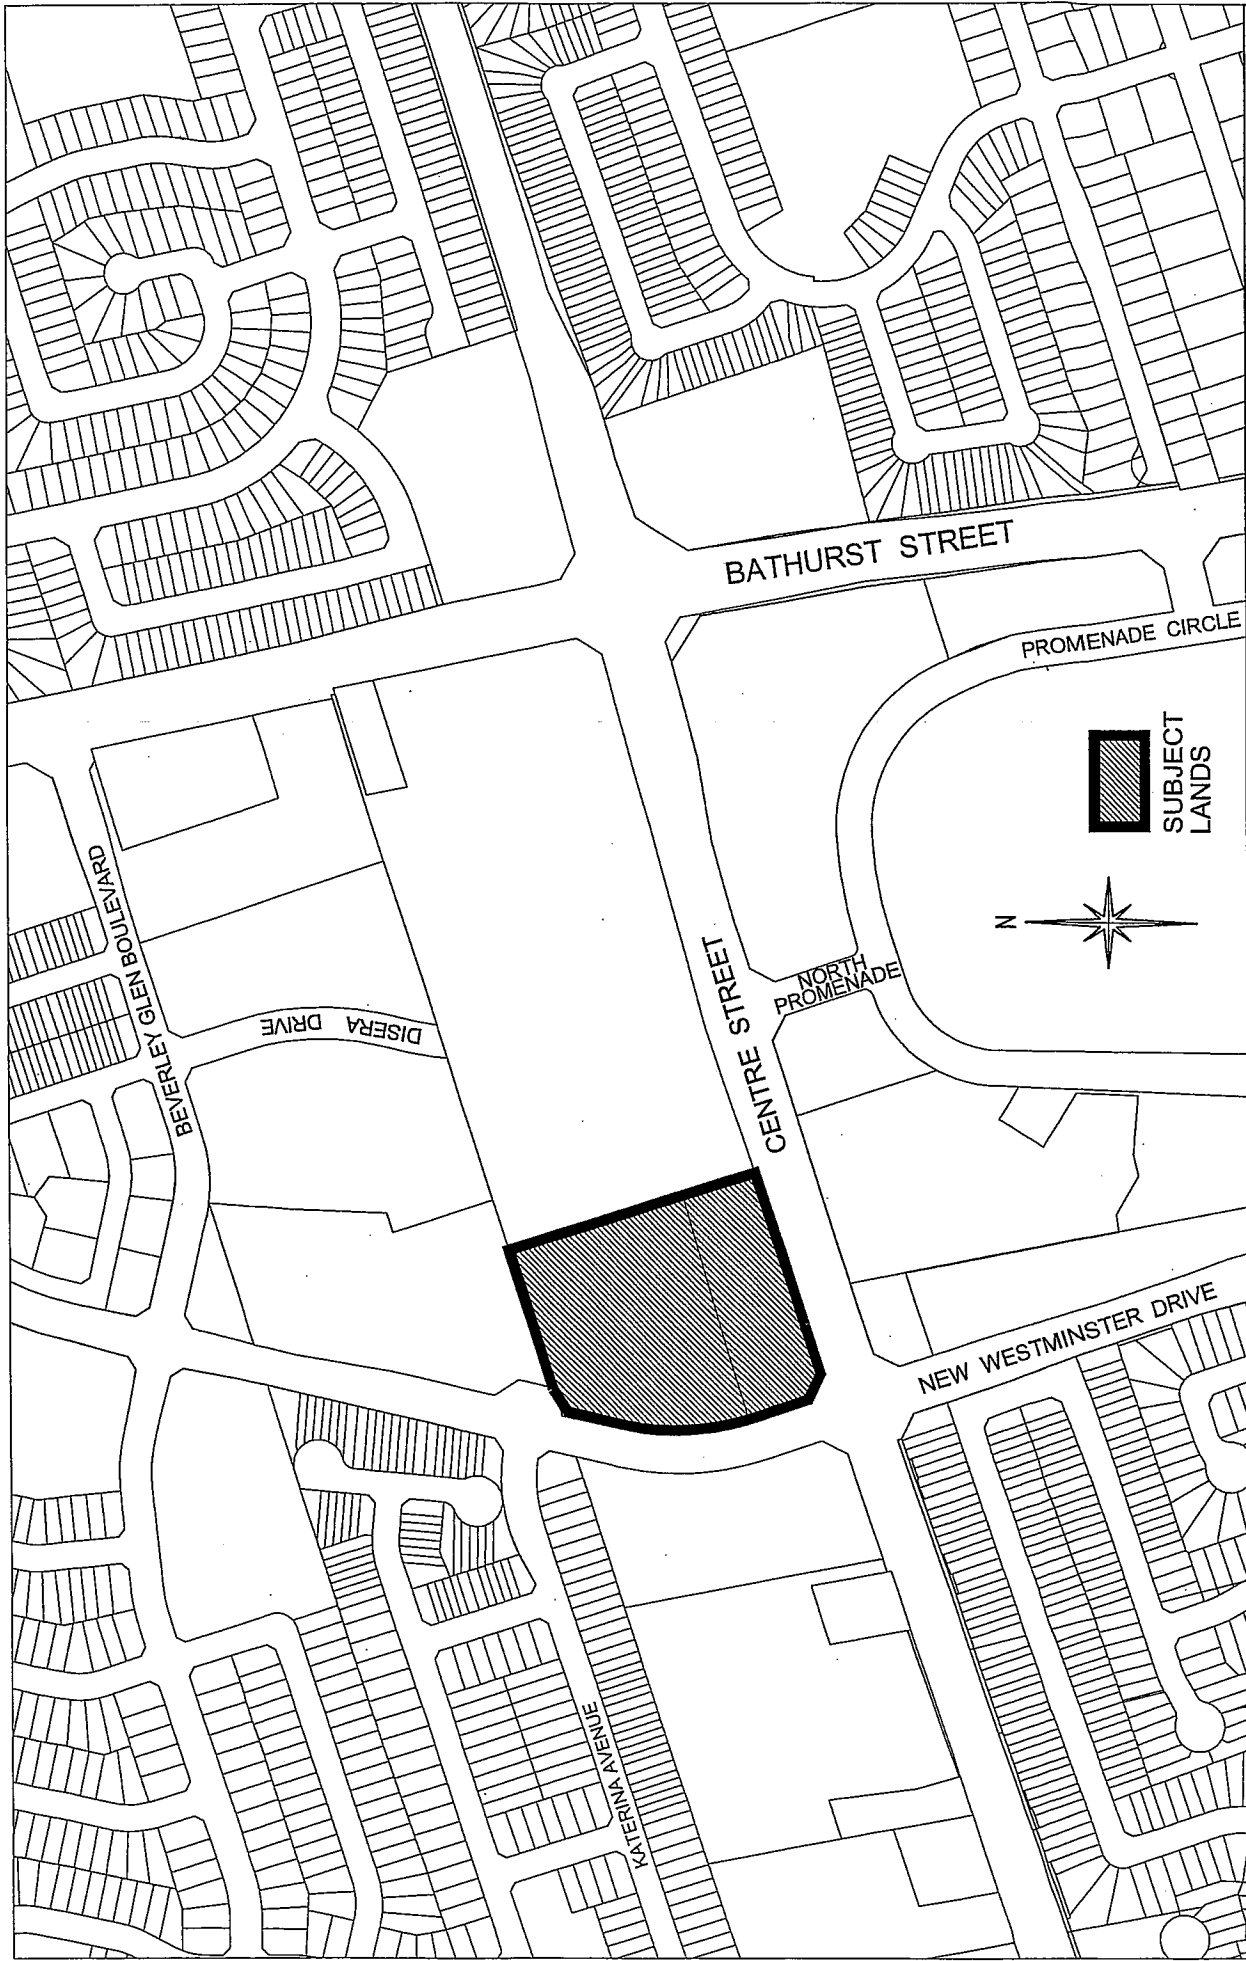 BEVERLEY GLEN BOULEVARD
DISERA DRIVE
BATHURST STREET
PROMENADE CIRCLE
CENTRE STREET
NORTH
PROMENADE
NEW WESTMINSTER DRIVE
KATERINA AVENUE
N
SUBJECT
LANDS